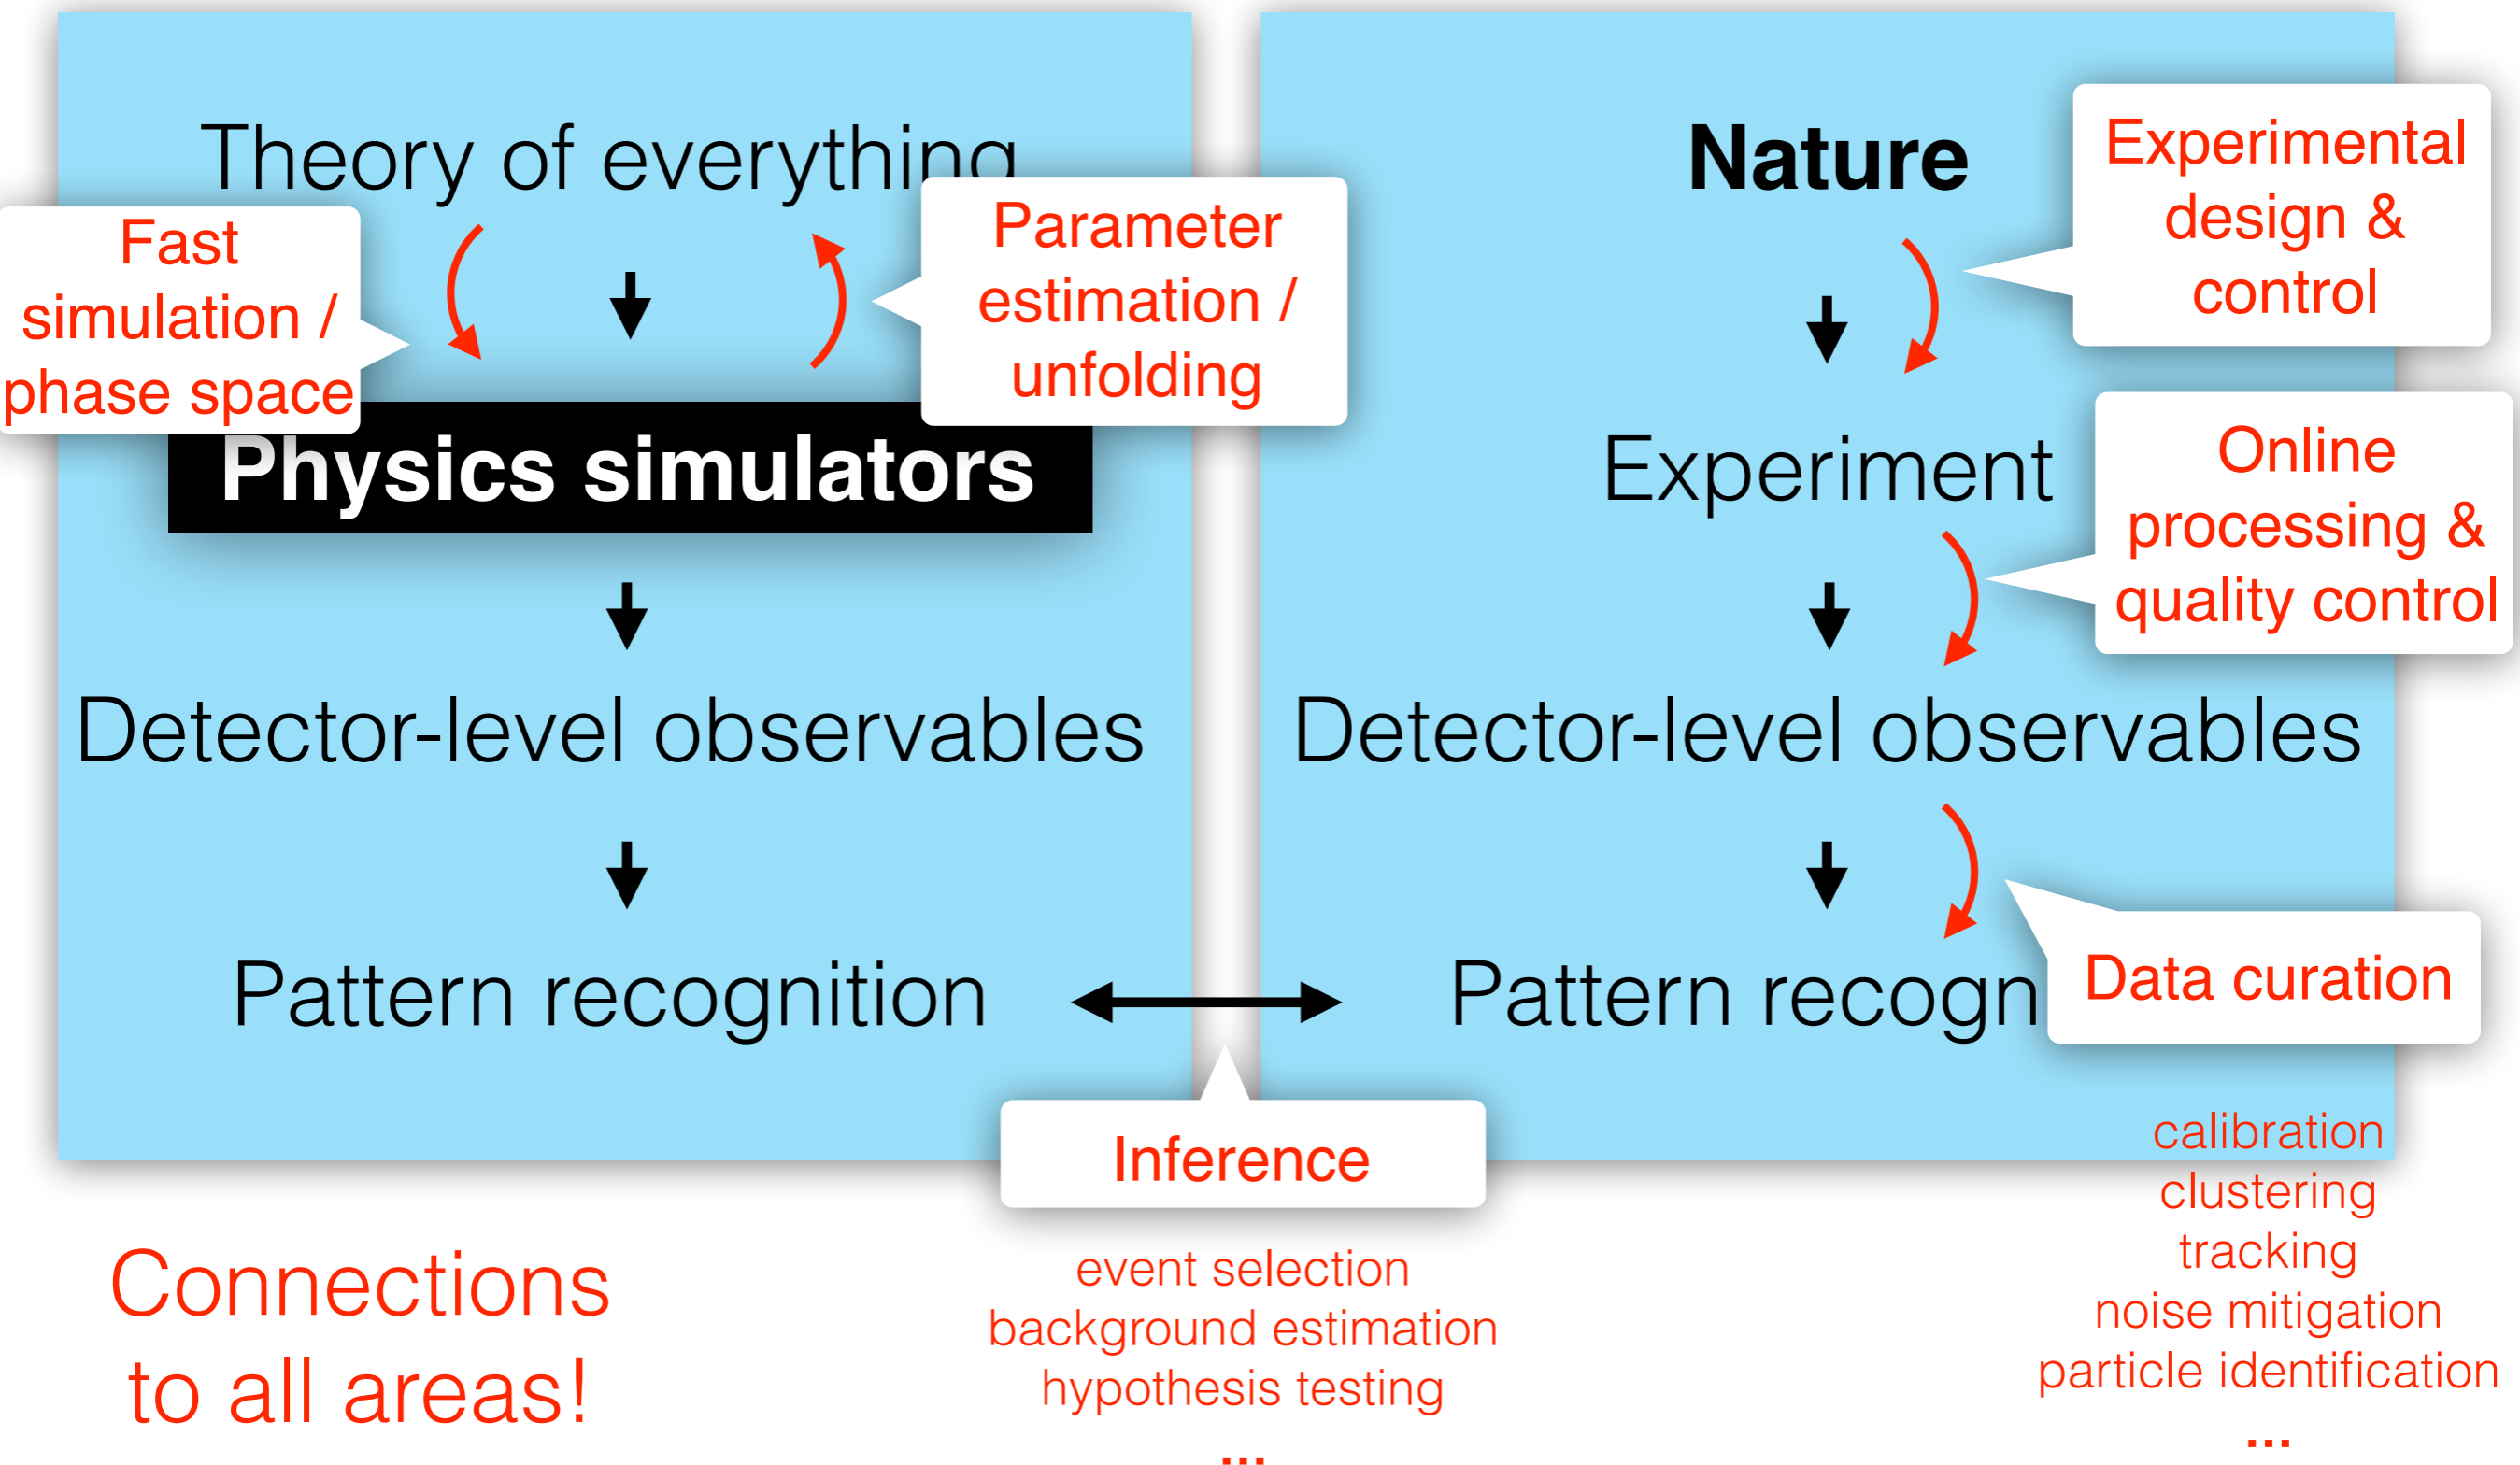 Theory of everything
Fast
simulation /
phase space
Parameter
estimation /
unfolding
Physics simulators
Detector-level observables
Pattern recognition
Nature
Experimental
design &
control
Experiment
Online
processing &
quality control
Detector-level observables
Pattern recogn
Data curation
Inference
event selection
background estimation
hypothesis testing
...
calibration
clustering
tracking
noise mitigation
particle identification
...
Connections
to all areas!